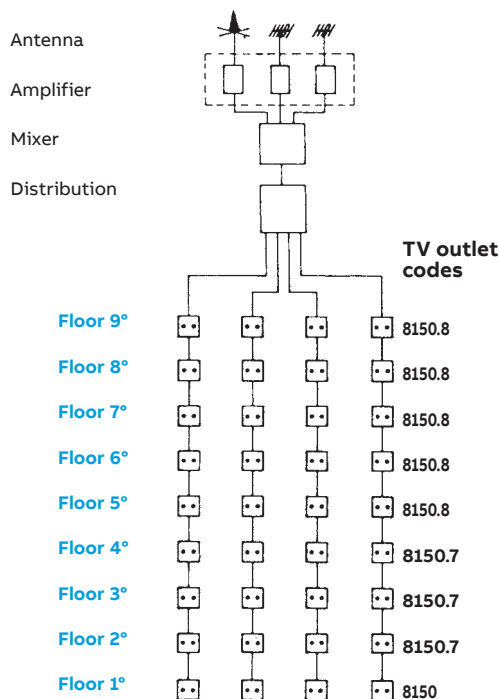 Antenna
Amplifier
Mixer
Distribution
TV outlet
codes
Floor 9° 8150.8
Floor 8° 8150.8
Floor 7° 8150.8
Floor 6° 8150.8
Floor 5° 8150.8
Floor 4° 8150.7
Floor 3° 8150.7
Floor 2° 8150.7
Floor 1° 8150